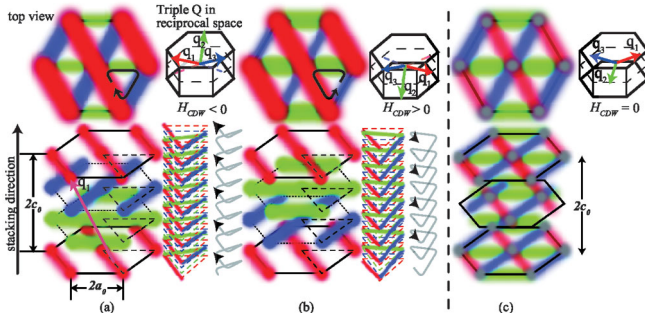 top view
Triple Q in
reciprocal space
q₂
q₁
q₃
H_CDW < 0
q₃
q₁
q₂
H_CDW > 0
q₃
q₁
q₂
H_CDW = 0
stacking direction
2c₀
q₁
2a₀
2c₀
(a)
(b)
(c)